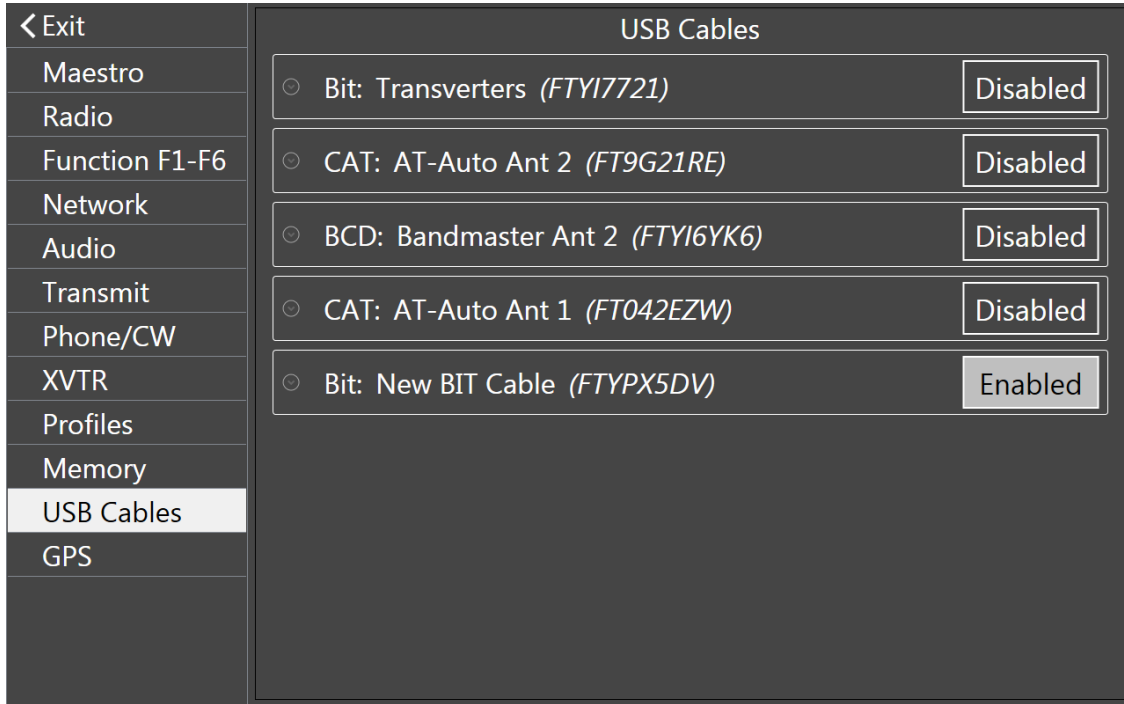 Exit
Maestro
Radio
Function F1-F6
Network
Audio
Transmit
Phone/CW
XVTR
Profiles
Memory
USB Cables
GPS
USB Cables
Bit: Transverters (FTYI7721) Disabled
CAT: AT-Auto Ant 2 (FT9G21RE) Disabled
BCD: Bandmaster Ant 2 (FTYI6YK6) Disabled
CAT: AT-Auto Ant 1 (FT042EZW) Disabled
Bit: New BIT Cable (FTYPX5DV) Enabled